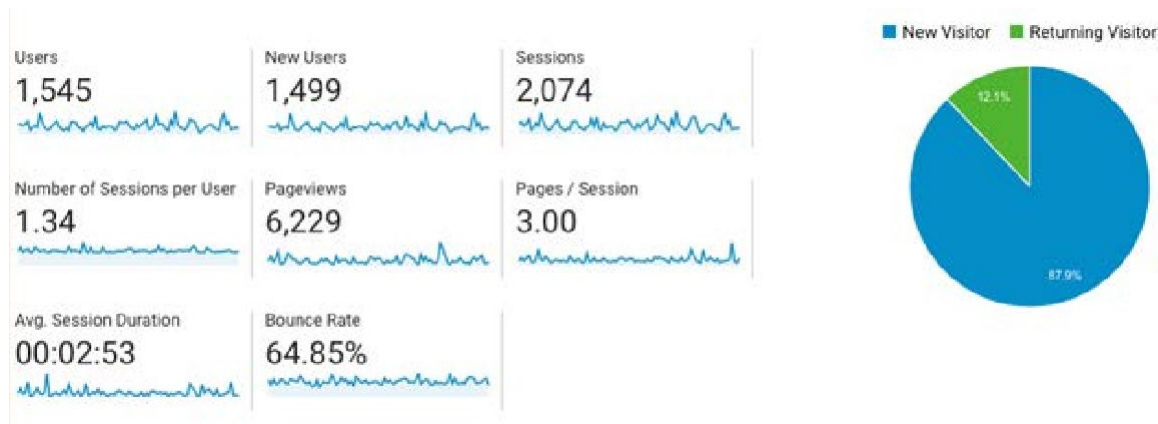 Users
1,545
New Users
1,499
Sessions
2,074
Number of Sessions per User
1.34
Pageviews
6,229
Pages / Session
3.00
Avg. Session Duration
00:02:53
Bounce Rate
64.85%
New Visitor
Returning Visitor
12.1%
87.9%